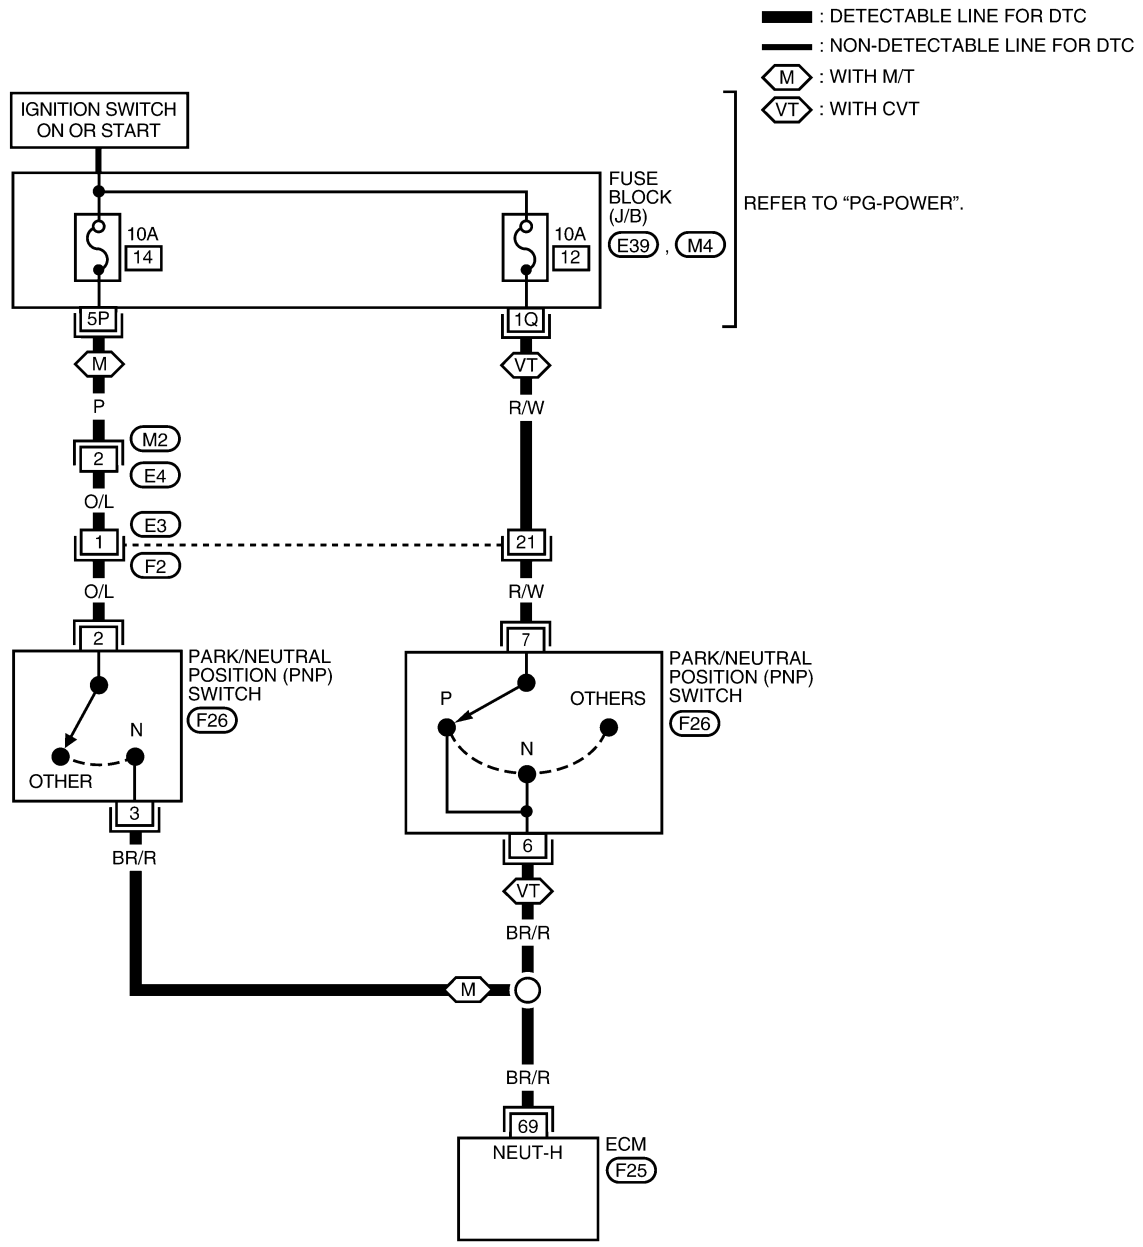 : DETECTABLE LINE FOR DTC
: NON-DETECTABLE LINE FOR DTC
M : WITH M/T
VT : WITH CVT
IGNITION SWITCH
ON OR START
FUSE
BLOCK
(J/B)
E39 , M4
REFER TO “PG-POWER”.
10A
14
10A
12
5P
1Q
M
VT
P
R/W
M2
2
E4
O/L
E3
1
21
F2
O/L
R/W
2
7
PARK/NEUTRAL
POSITION (PNP)
SWITCH
F26
N
OTHER
PARK/NEUTRAL
POSITION (PNP)
SWITCH
F26
P
OTHERS
N
3
6
BR/R
VT
BR/R
M
BR/R
69
NEUT-H
ECM
F25